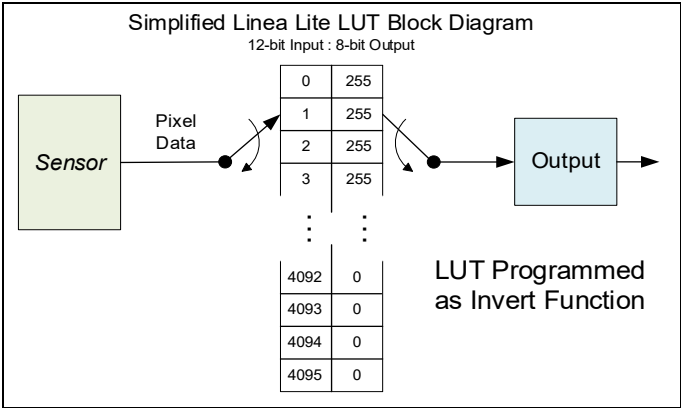 Simplified Linea Lite LUT Block Diagram
12-bit Input : 8-bit Output
0 255
1 255
2 255
3 255
Pixel
Data
Sensor
Output
⋮ ⋮
4092 0
4093 0
4094 0
4095 0
LUT Programmed
as Invert Function